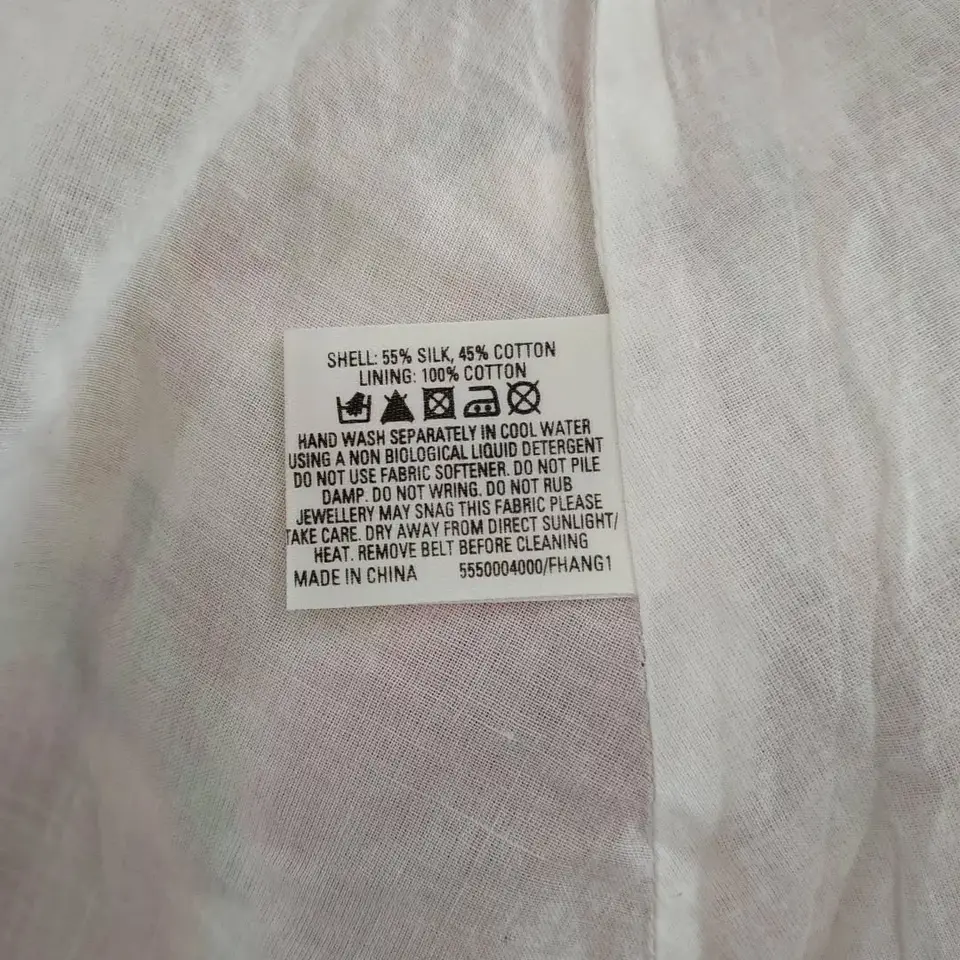 SHELL: 55% SILK, 45% COTTON
LINING: 100% COTTON
HAND WASH SEPARATELY IN COOL WATER
USING A NON BIOLOGICAL LIQUID DETERGENT
DO NOT USE FABRIC SOFTENER. DO NOT PILE
DAMP. DO NOT WRING. DO NOT RUB
JEWELLERY MAY SNAG THIS FABRIC PLEASE
TAKE CARE. DRY AWAY FROM DIRECT SUNLIGHT/
HEAT. REMOVE BELT BEFORE CLEANING
MADE IN CHINA 5550004000/FHANG1